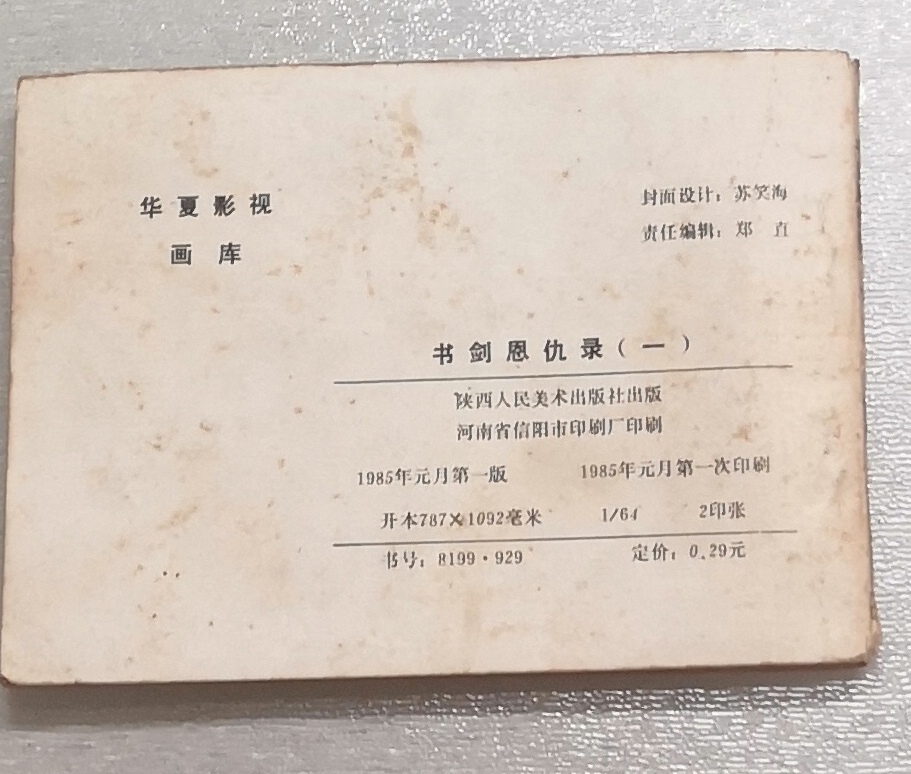 华夏影视
画库
封面设计：苏笑海
责任编辑：郑 直
书剑恩仇录（一）
陕西人民美术出版社出版
河南省信阳市印刷厂印刷
1985年元月第一版 1985年元月第一次印刷
开本787×1092毫米 1/64 2印张
书号：8199·929 定价：0.29元